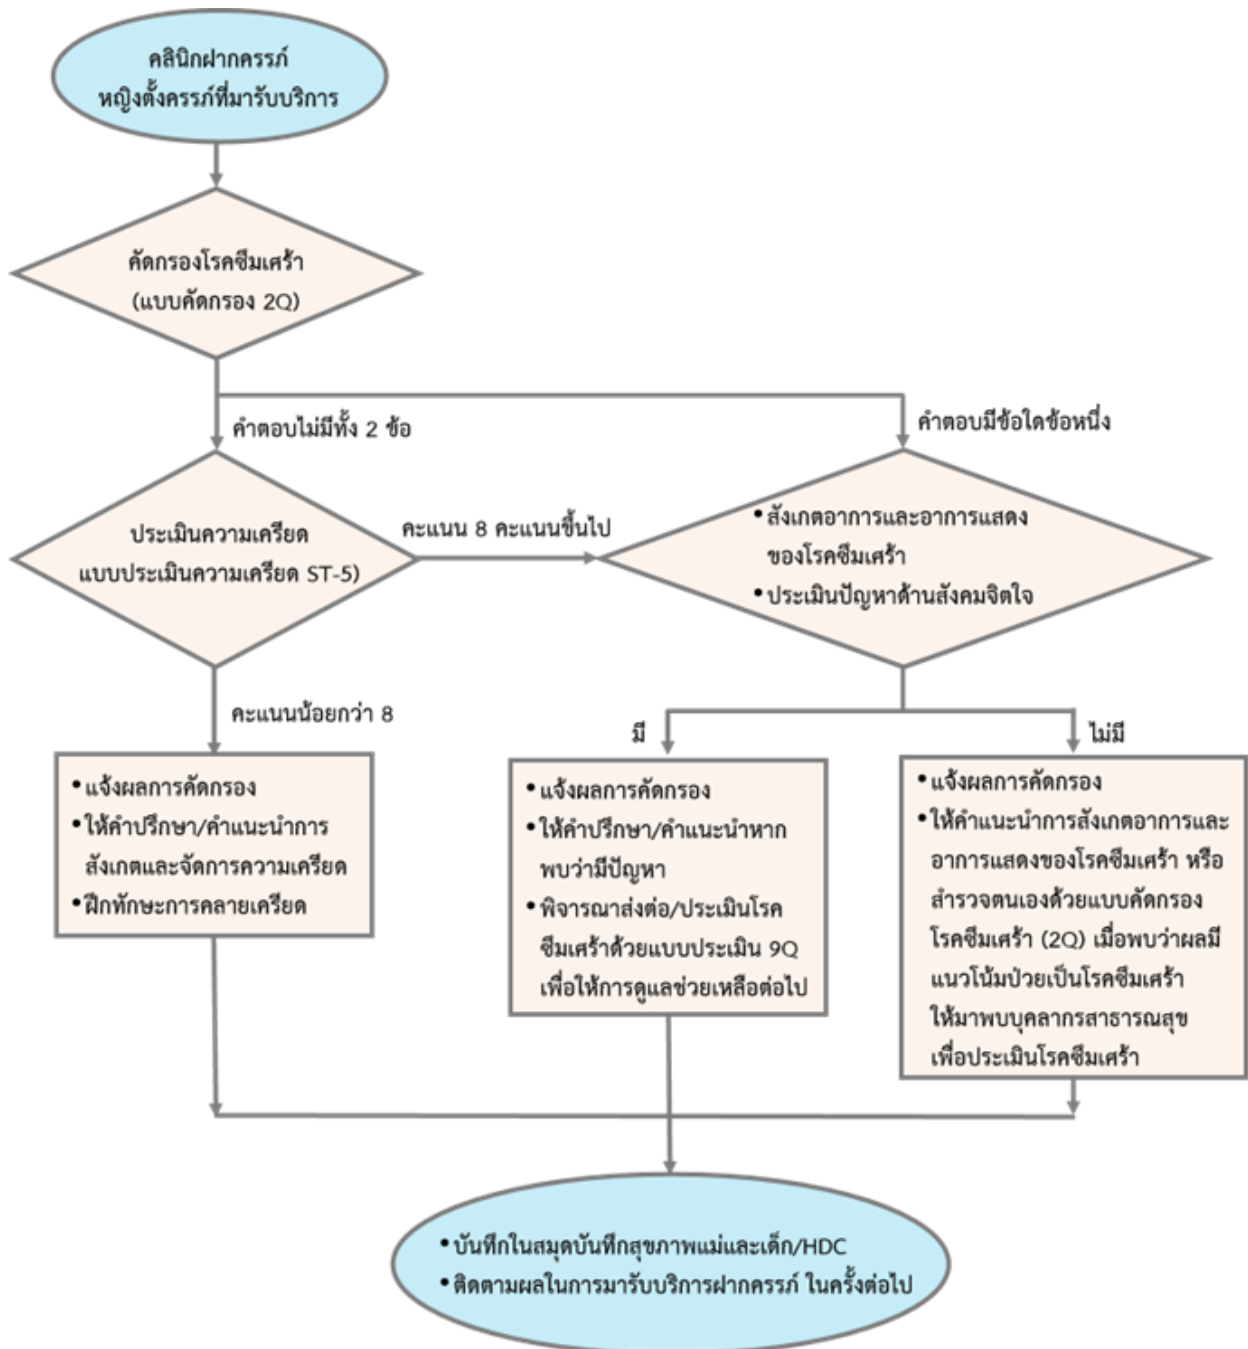 คลินิกฝากครรภ์
หญิงตั้งครรภ์ที่มารับบริการ
คัดกรองโรคซึมเศร้า
(แบบคัดกรอง 2Q)
คำตอบไม่มีทั้ง 2 ข้อ
คำตอบมีข้อใดข้อหนึ่ง
ประเมินความเครียด
แบบประเมินความเครียด ST-5)
คะแนน 8 คะแนนขึ้นไป
•สังเกตอาการและอาการแสดง
ของโรคซึมเศร้า
•ประเมินปัญหาด้านสังคมจิตใจ
คะแนนน้อยกว่า 8
มี
ไม่มี
•แจ้งผลการคัดกรอง
•ให้คำปรึกษา/คำแนะนำการ
สังเกตและจัดการความเครียด
•ฝึกทักษะการคลายเครียด
•แจ้งผลการคัดกรอง
•ให้คำปรึกษา/คำแนะนำหาก
พบว่ามีปัญหา
•พิจารณาส่งต่อ/ประเมินโรค
ซึมเศร้าด้วยแบบประเมิน 9Q
เพื่อให้การดูแลช่วยเหลือต่อไป
•แจ้งผลการคัดกรอง
•ให้คำแนะนำการสังเกตอาการและ
อาการแสดงของโรคซึมเศร้า หรือ
สำรวจตนเองด้วยแบบคัดกรอง
โรคซึมเศร้า (2Q) เมื่อพบว่าผลมี
แนวโน้มป่วยเป็นโรคซึมเศร้า
ให้มาพบบุคลากรสาธารณสุข
เพื่อประเมินโรคซึมเศร้า
•บันทึกในสมุดบันทึกสุขภาพแม่และเด็ก/HDC
•ติดตามผลในการมารับบริการฝากครรภ์ ในครั้งต่อไป